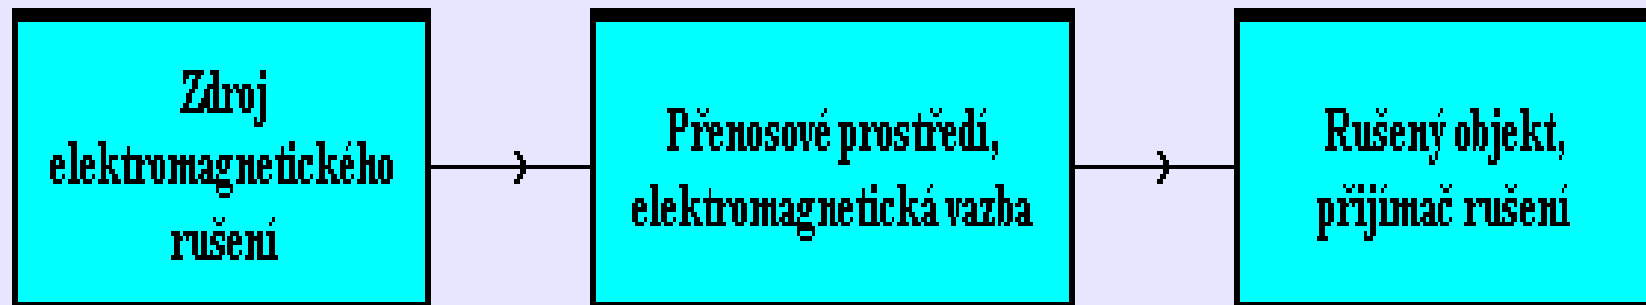 Zdroj
elektromagnetického
rušení
Přenosové prostředí,
elektromagnetická vazba
Rušený objekt,
přijímač rušení